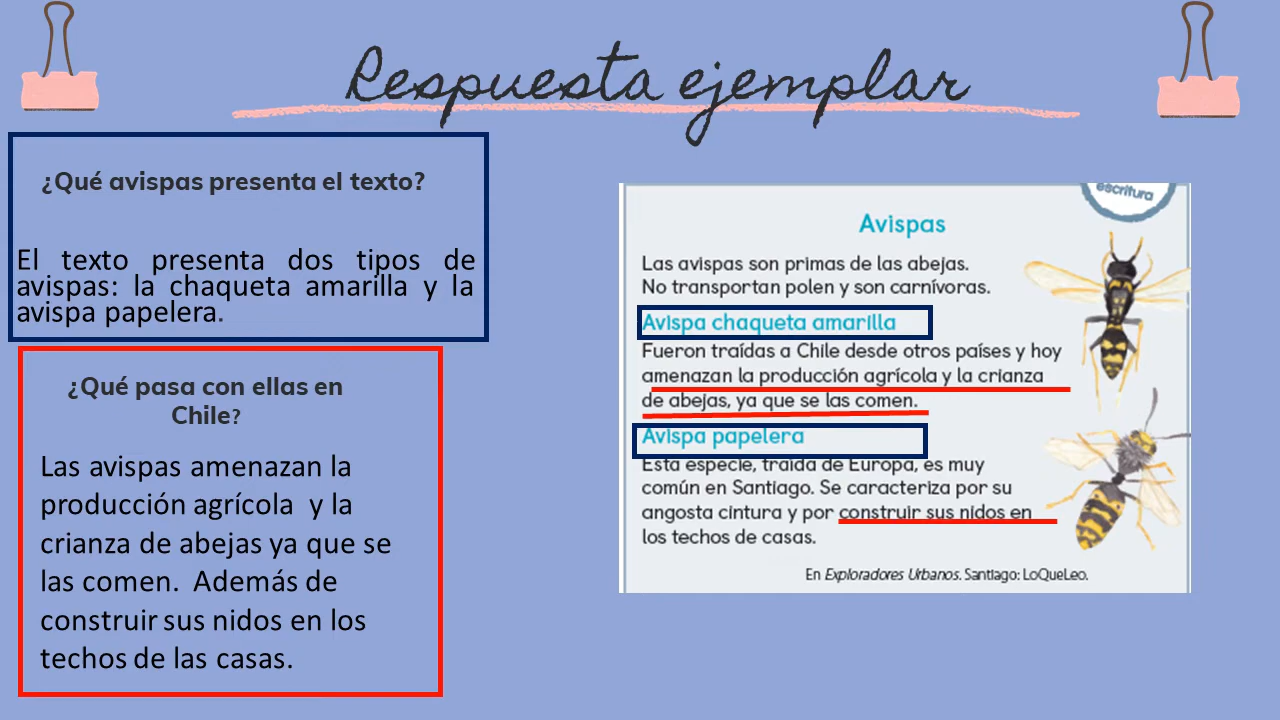 Respuesta ejemplar
¿Qué avispas presenta el texto?
El texto presenta dos tipos de
avispas: la chaqueta amarilla y la
avispa papelera.
¿Qué pasa con ellas en
Chile?
Las avispas amenazan la
producción agrícola y la
crianza de abejas ya que se
las comen. Además de
construir sus nidos en los
techos de las casas.
escritura
Avispas
Las avispas son primas de las abejas.
No transportan polen y son carnívoras.
Avispa chaqueta amarilla
Fueron traídas a Chile desde otros países y hoy
amenazan la producción agrícola y la crianza
de abejas, ya que se las comen.
Avispa papelera
Esta especie, traída de Europa, es muy
común en Santiago. Se caracteriza por su
angosta cintura y por construir sus nidos en
los techos de casas.
En Exploradores Urbanos. Santiago: LoQueLeo.